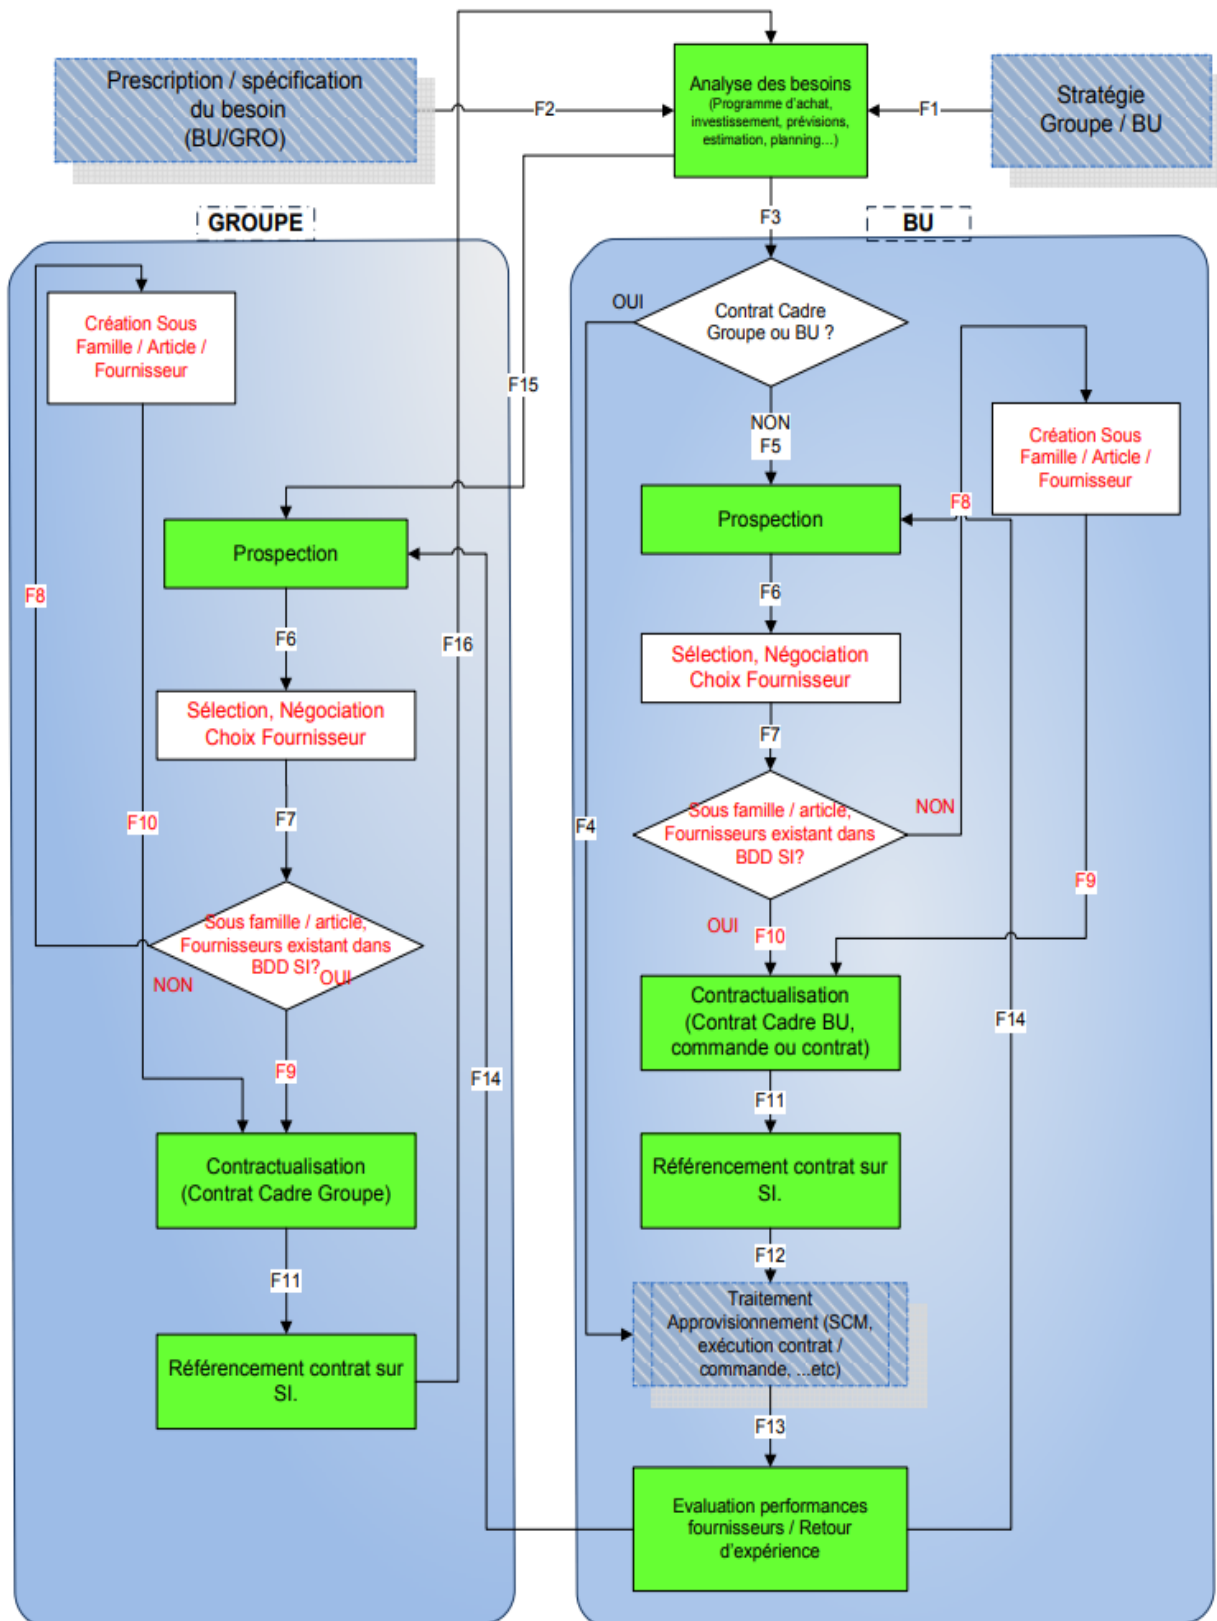 Prescription / spécification
du besoin
(BU/GRO)
F2
Analyse des besoins
(Programme d'achat,
investissement, prévisions,
estimation, planning...)
F1
Stratégie
Groupe / BU
F3
GROUPE
BU
Création Sous
Famille / Article /
Fournisseur
F15
Prospection
F8
F6
F16
Sélection, Négociation
Choix Fournisseur
F10
F7
Sous famille / article,
Fournisseurs existant dans
BDD SI?
OUI
NON
F9
F14
Contractualisation
(Contrat Cadre Groupe)
F11
Référencement contrat sur
SI.
OUI
Contrat Cadre
Groupe ou BU ?
NON
F5
Création Sous
Famille / Article /
Fournisseur
F8
Prospection
F6
Sélection, Négociation
Choix Fournisseur
F7
F4
Sous famille / article,
Fournisseurs existant dans
BDD SI?
NON
F9
OUI
F10
Contractualisation
(Contrat Cadre BU,
commande ou contrat)
F14
F11
Référencement contrat sur
SI.
F12
Traitement
Approvisionnement (SCM,
exécution contrat /
commande, ...etc)
F13
Evaluation performances
fournisseurs / Retour
d'expérience